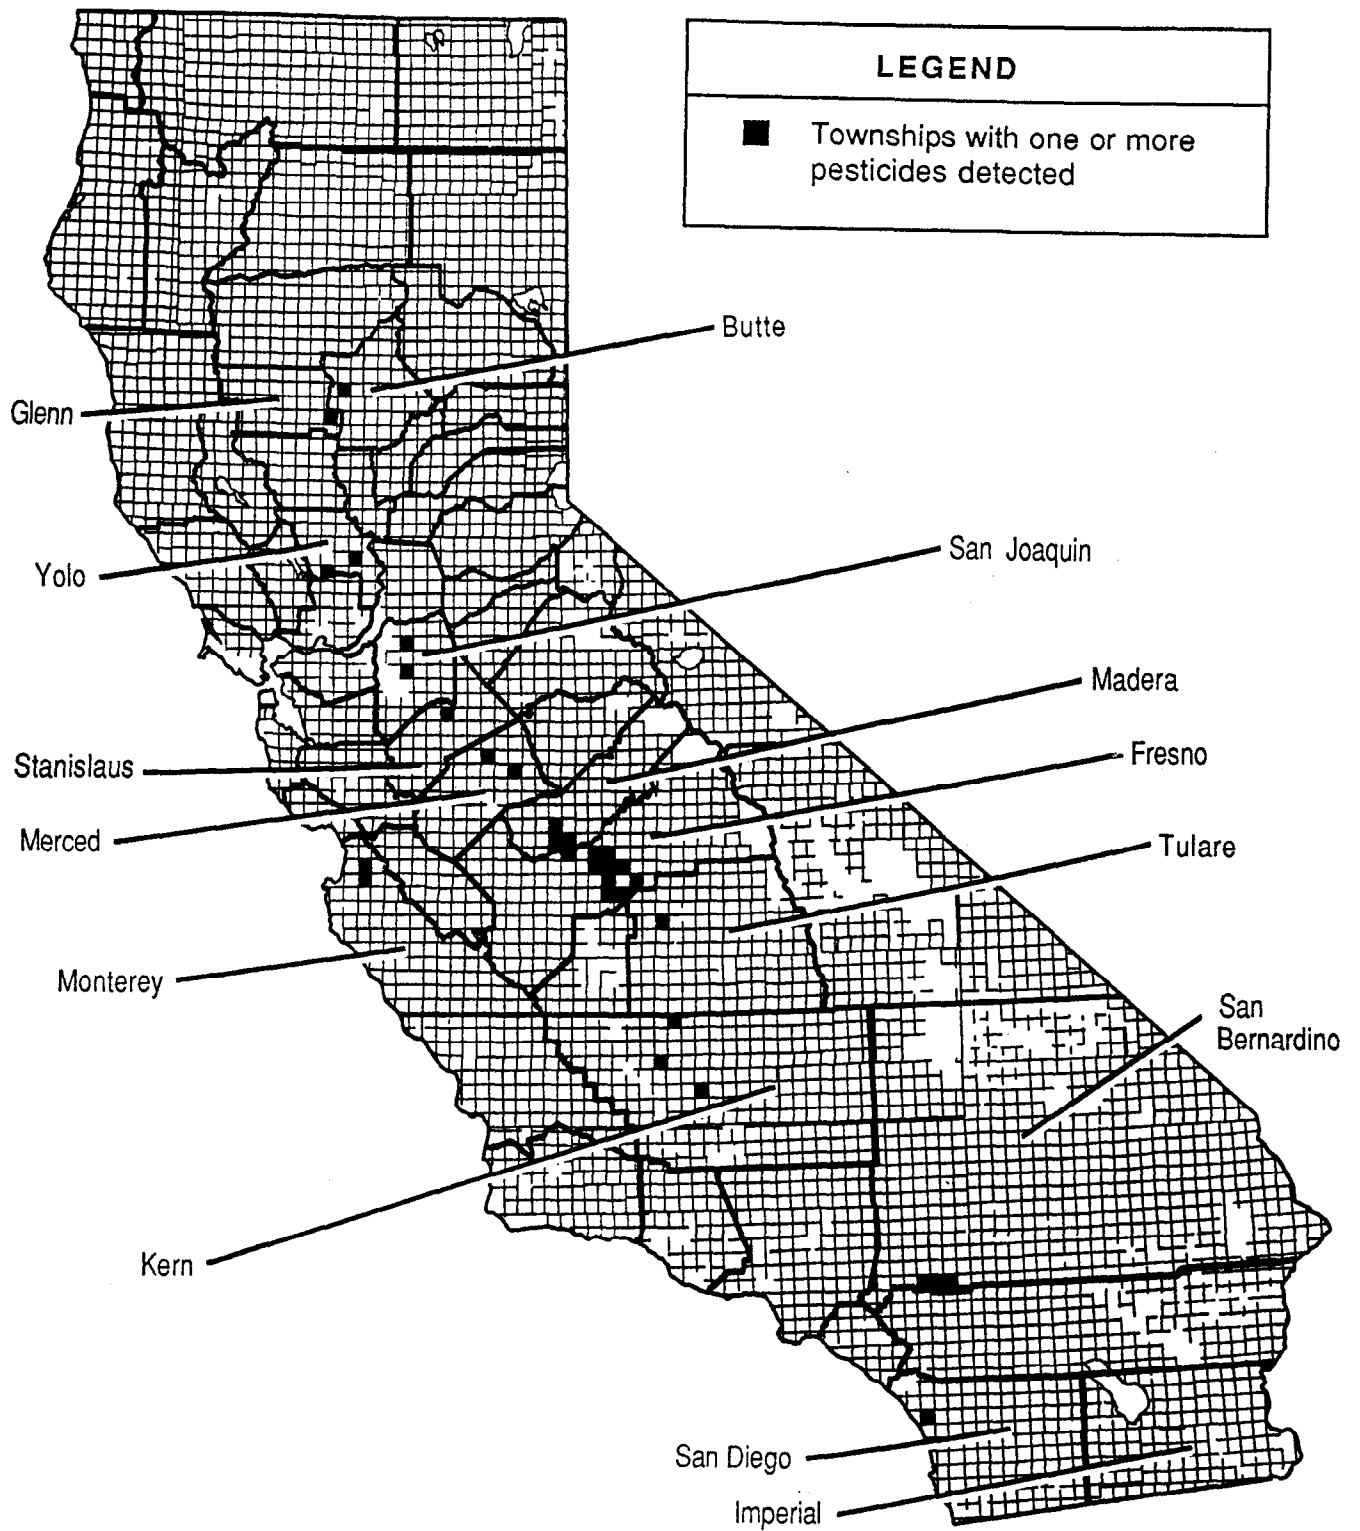 LEGEND
Townships with one or more
pesticides detected
Butte
Glenn
San Joaquin
Yolo
Madera
Fresno
Stanislaus
Merced
Tulare
Monterey
San
Bernardino
Kern
San Diego
Imperial